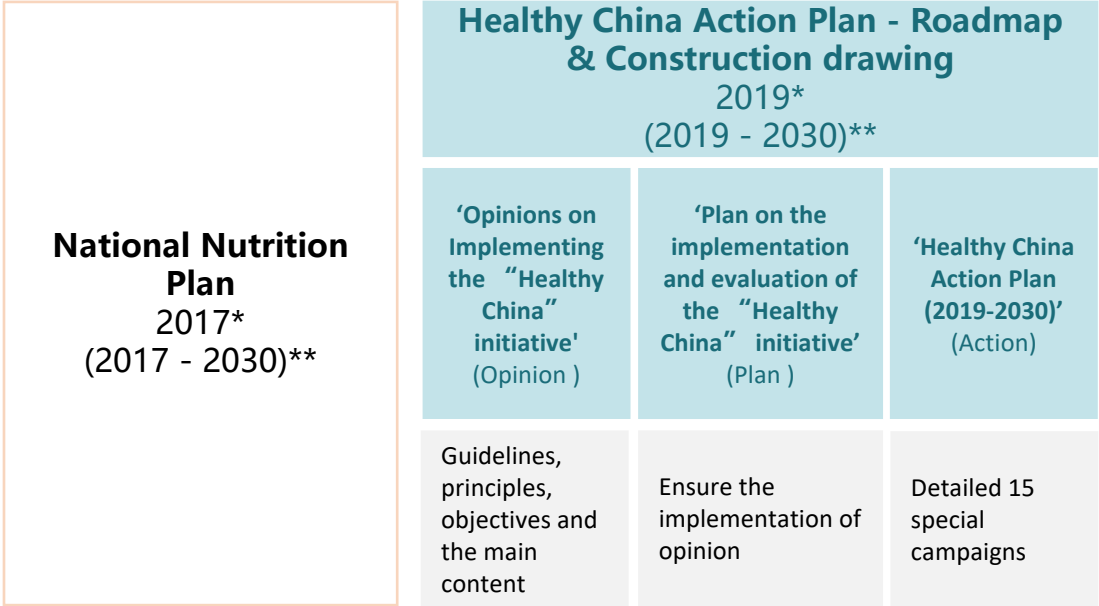 National Nutrition
Plan
2017*
(2017 - 2030)**
Healthy China Action Plan - Roadmap
& Construction drawing
2019*
(2019 - 2030)**
‘Opinions on
Implementing
the “Healthy
China”
initiative'
(Opinion )
‘Plan on the
implementation
and evaluation of
the “Healthy
China” initiative’
(Plan )
‘Healthy China
Action Plan
(2019-2030)’
(Action)
Guidelines,
principles,
objectives and
the main
content
Ensure the
implementation of
opinion
Detailed 15
special
campaigns